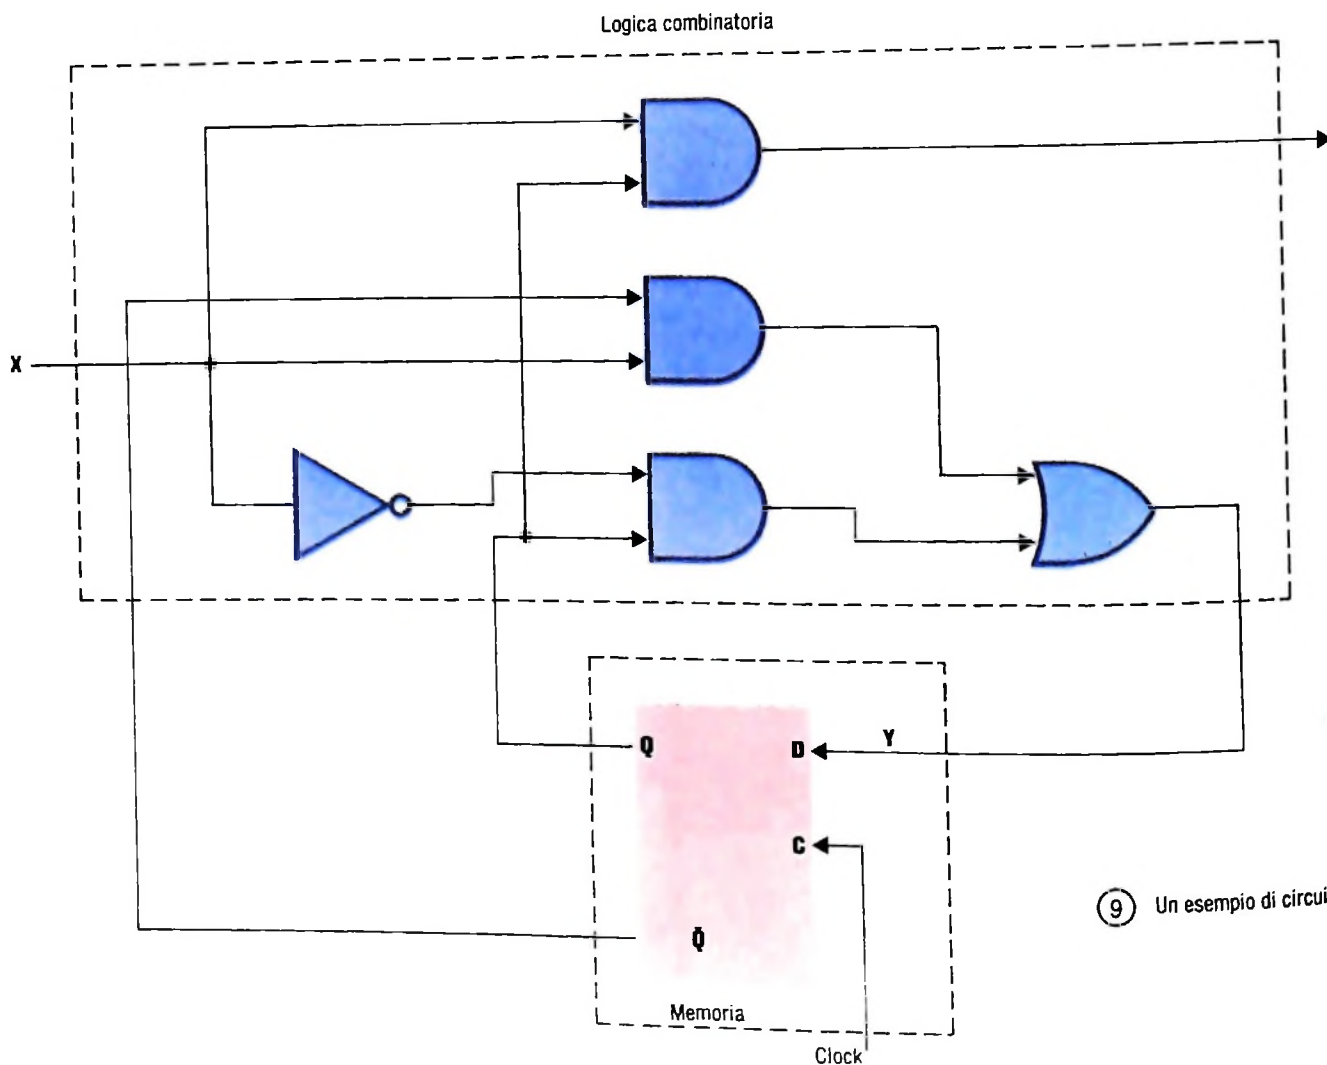 Logica combinatoria
X
Q
D
Y
C
Q̄
9 Un esempio di circui
Memoria
Clock